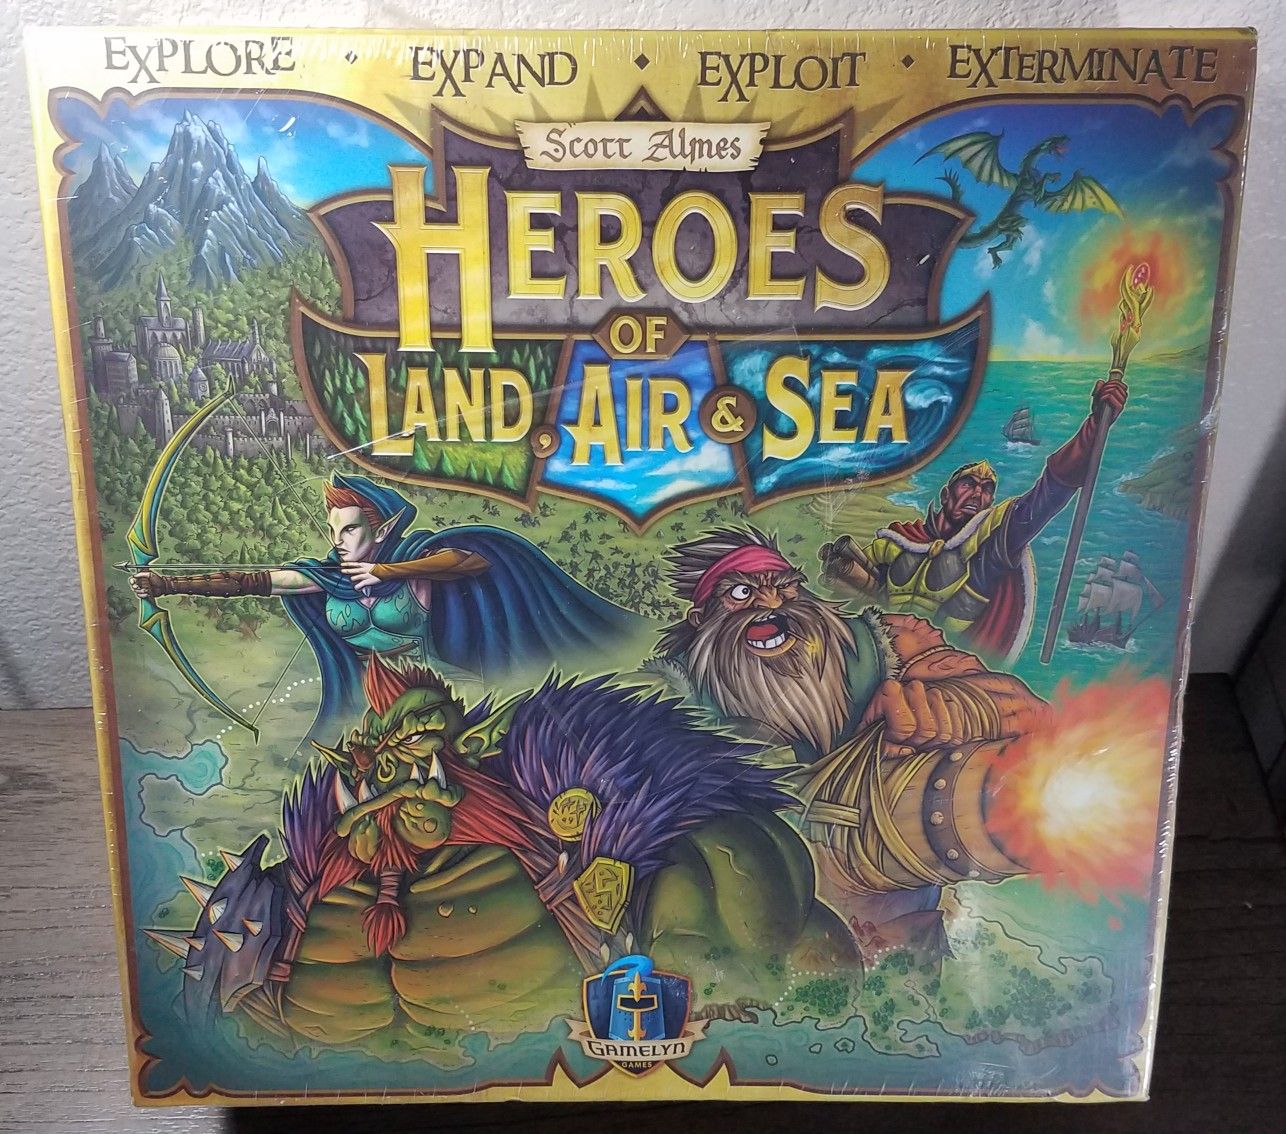 EXPLORE • EXPAND • EXPLOIT • EXTERMINATE
Scott Almes
HEROES
OF
LAND, AIR & SEA
GAMELYN
GAMES